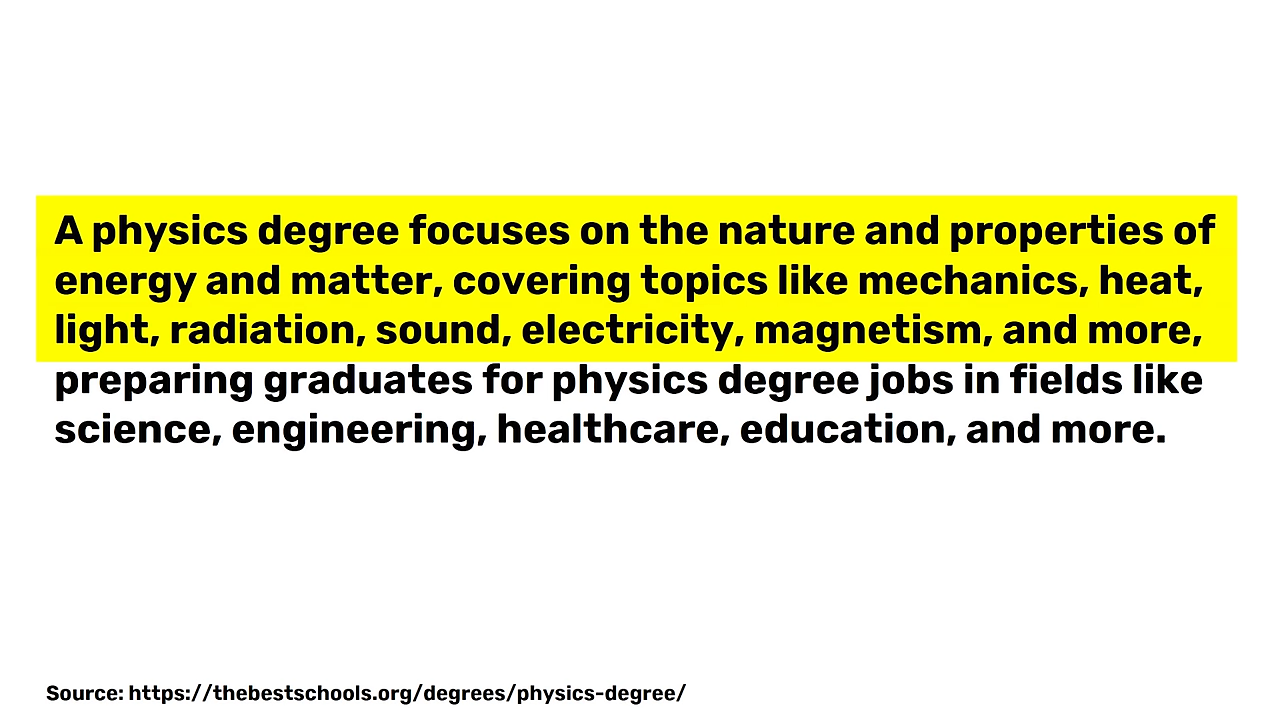 A physics degree focuses on the nature and properties of
energy and matter, covering topics like mechanics, heat,
light, radiation, sound, electricity, magnetism, and more,
preparing graduates for physics degree jobs in fields like
science, engineering, healthcare, education, and more.
Source: https://thebestschools.org/degrees/physics-degree/